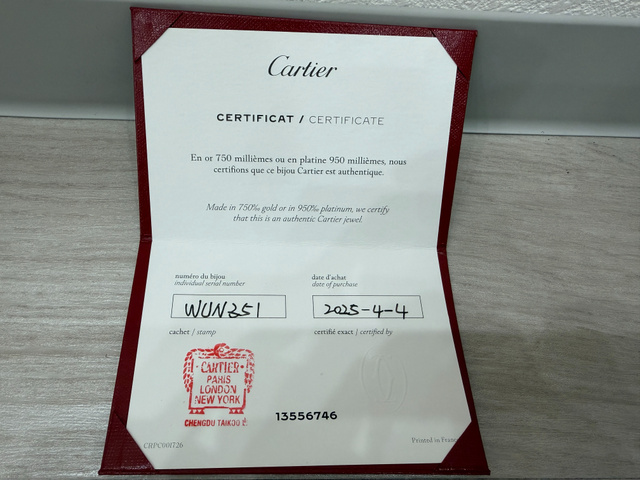 Cartier
CERTIFICAT / CERTIFICATE
En or 750 millièmes ou en platine 950 millièmes, nous
certifions que ce bijou Cartier est authentique.
Made in 750‰ gold or in 950‰ platinum, we certify
that this is an authentic Cartier jewel.
numéro du bijou
individual serial number
date d'achat
date of purchase
WUN351
2025-4-4
cachet / stamp
certifié exact / certified by
CARTIER
PARIS
LONDON
NEW YORK
CHENGDU TAIKOO
13556746
CRPC001726
Printed in France